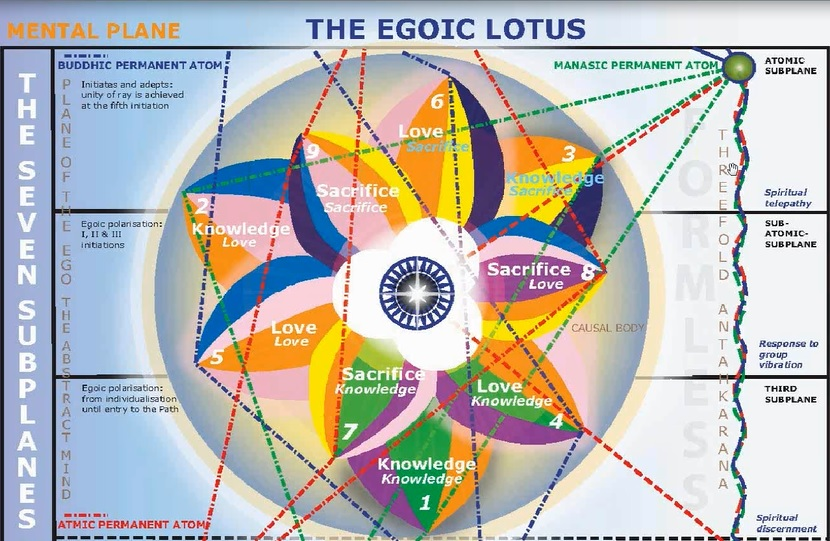 MENTAL PLANE
THE EGOIC LOTUS
THE SEVEN SUBPLANES
PLANE OF THE EGO THE ABSTRACT MIND
BUDDHIC PERMANENT ATOM
Initiates and adepts:
unity of ray is achieved
at the fifth initiation
Egoic polarisation:
I, II & III
initiations
Egoic polarisation:
from individualisation
until entry to the Path
ATMIC PERMANENT ATOM
6
Love
Sacrifice
9
Sacrifice
Sacrifice
3
Knowledge
Sacrifice
2
Knowledge
Love
Sacrifice 8
Love
Love
Love
5
CAUSAL BODY
Sacrifice
Knowledge
7
Love
Knowledge
4
Knowledge
Knowledge
1
MANASIC PERMANENT ATOM
FORMLESS
THREEFOLD ANTAHKARANA
ATOMIC
SUBPLANE
Spiritual
telepathy
SUB-
ATOMIC-
SUBPLANE
Response to
group
vibration
THIRD
SUBPLANE
Spiritual
discernment